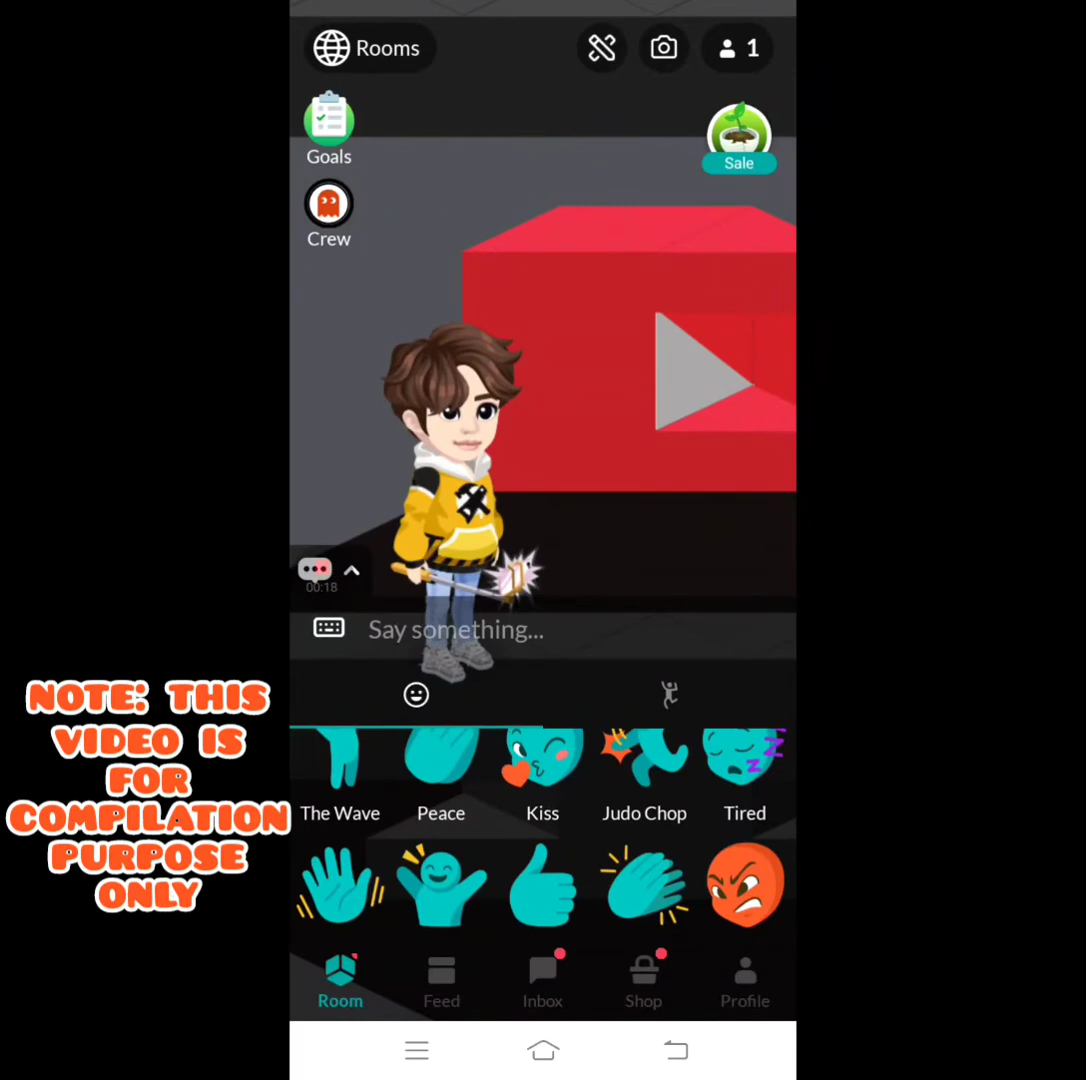 Rooms
1
Goals
Sale
Crew
00:18
Say something...
NOTE: THIS
VIDEO IS
FOR
COMPILATION
PURPOSE
ONLY
The Wave Peace Kiss Judo Chop Tired
Room Feed Inbox Shop Profile